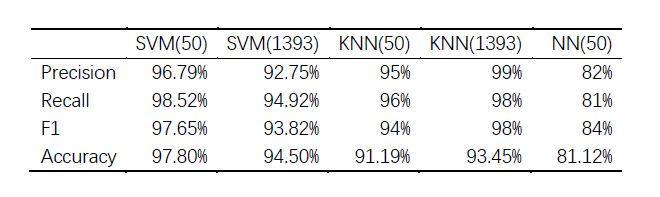 SVM(50) SVM(1393) KNN(50) KNN(1393) NN(50)
Precision 96.79% 92.75% 95% 99% 82%
Recall 98.52% 94.92% 96% 98% 81%
F1 97.65% 93.82% 94% 98% 84%
Accuracy 97.80% 94.50% 91.19% 93.45% 81.12%